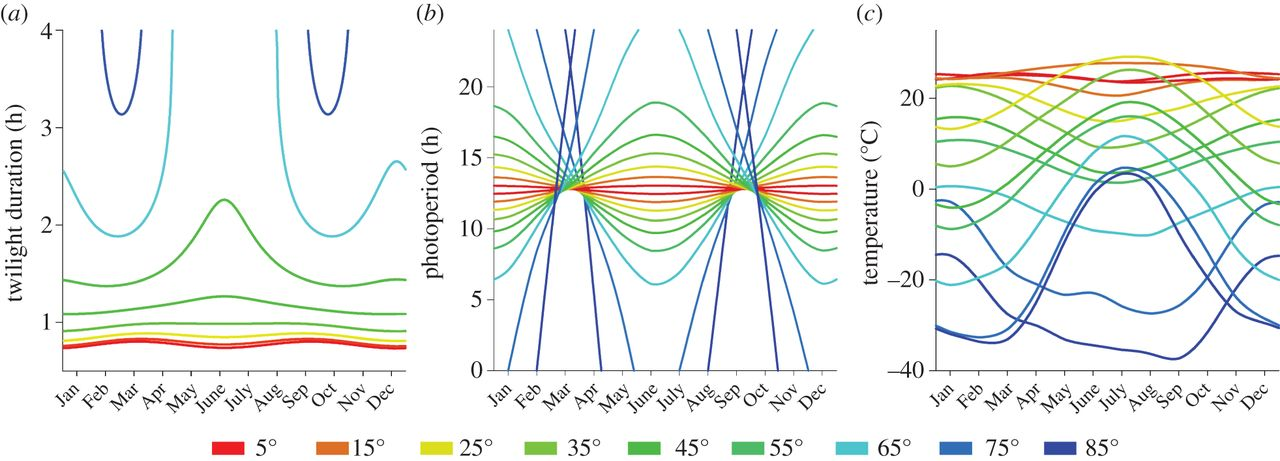 (a)
twilight duration (h)
4
3
2
1
Jan Feb Mar Apr May June July Aug Sep Oct Nov Dec
(b)
photoperiod (h)
20
15
10
5
0
Jan Feb Mar Apr May June July Aug Sep Oct Nov Dec
(c)
temperature (°C)
20
0
−20
−40
Jan Feb Mar Apr May June July Aug Sep Oct Nov Dec
5° 15° 25° 35° 45° 55° 65° 75° 85°